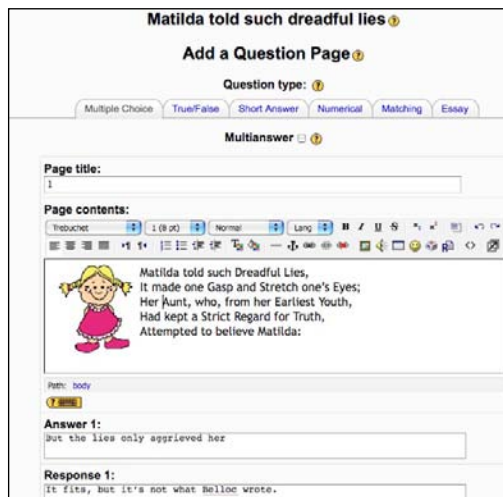 Matilda told such dreadful lies
Add a Question Page
Question type:
Multiple Choice True/False Short Answer Numerical Matching Essay
Multianswer
Page title:
1
Page contents:
Trebuchet 1 (8 pt) Normal Lang B I U S
Matilda told such Dreadful Lies,
It made one Gasp and Stretch one's Eyes;
Her Aunt, who, from her Earliest Youth,
Had kept a Strict Regard for Truth,
Attempted to believe Matilda:
Path: body
Answer 1:
But the lies only aggrieved her
Response 1:
It fits, but it's not what Belloc wrote.